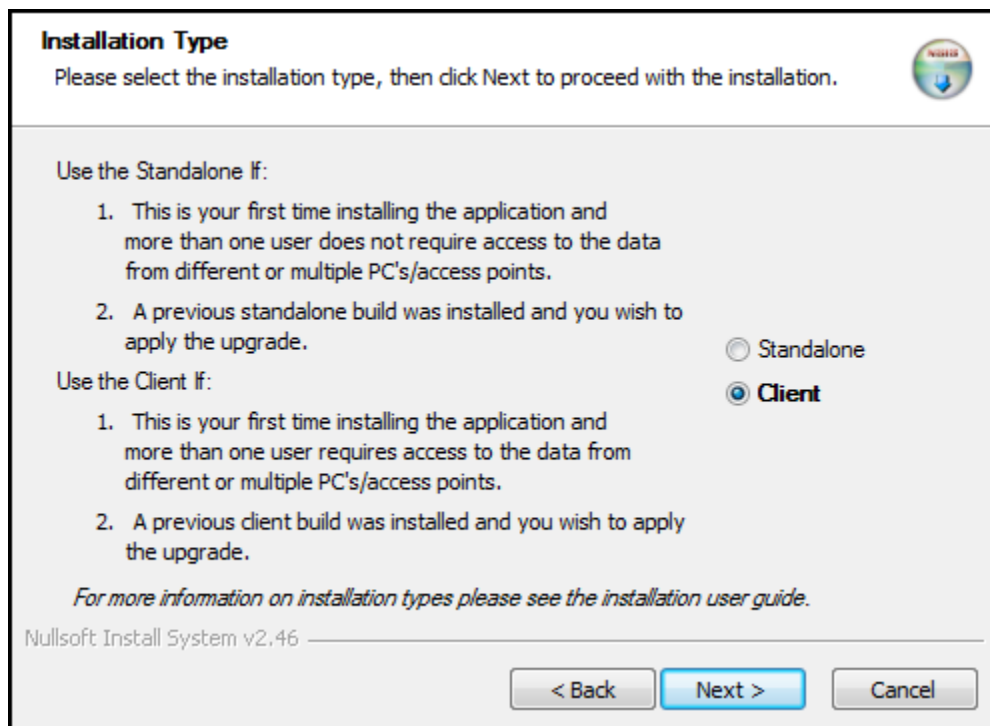 Installation Type
Please select the installation type, then click Next to proceed with the installation.
Use the Standalone If:
1. This is your first time installing the application and
more than one user does not require access to the data
from different or multiple PC's/access points.
2. A previous standalone build was installed and you wish to
apply the upgrade.
Use the Client If:
1. This is your first time installing the application and
more than one user requires access to the data from
different or multiple PC's/access points.
2. A previous client build was installed and you wish to apply
the upgrade.
Standalone
Client
For more information on installation types please see the installation user guide.
Nullsoft Install System v2.46
< Back
Next >
Cancel